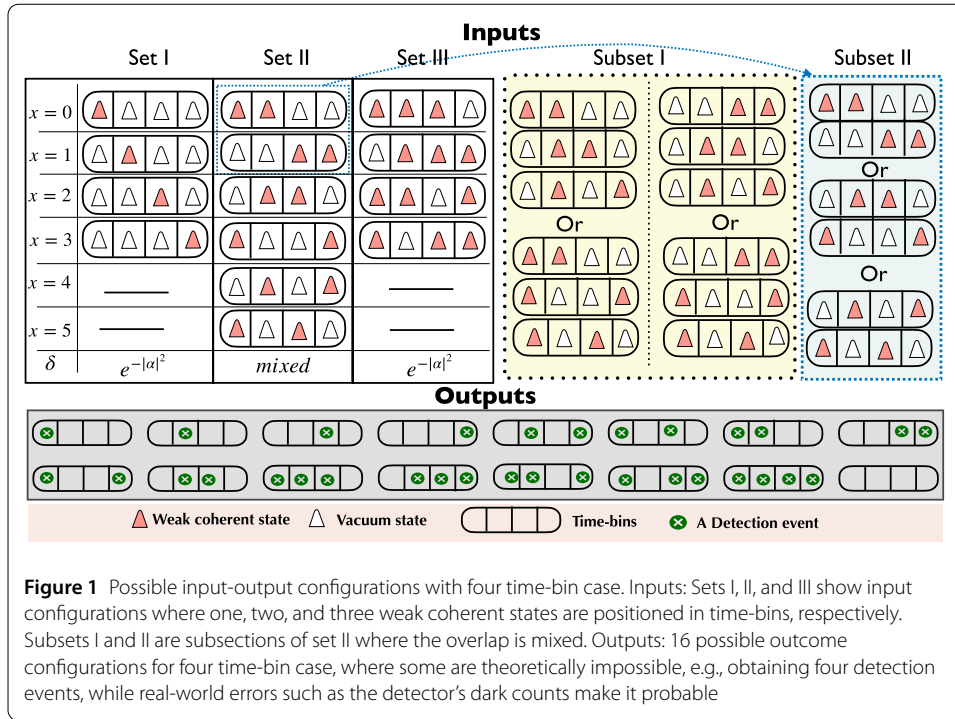 Inputs
Set I Set II Set III Subset I Subset II
x = 0
x = 1
x = 2
x = 3
x = 4
x = 5
δ e^{-|α|^2} mixed e^{-|α|^2}
Or Or
Or
Or
Outputs
Weak coherent state Vacuum state Time-bins A Detection event
Figure 1 Possible input-output configurations with four time-bin case. Inputs: Sets I, II, and III show input
configurations where one, two, and three weak coherent states are positioned in time-bins, respectively.
Subsets I and II are subsections of set II where the overlap is mixed. Outputs: 16 possible outcome
configurations for four time-bin case, where some are theoretically impossible, e.g., obtaining four detection
events, while real-world errors such as the detector's dark counts make it probable